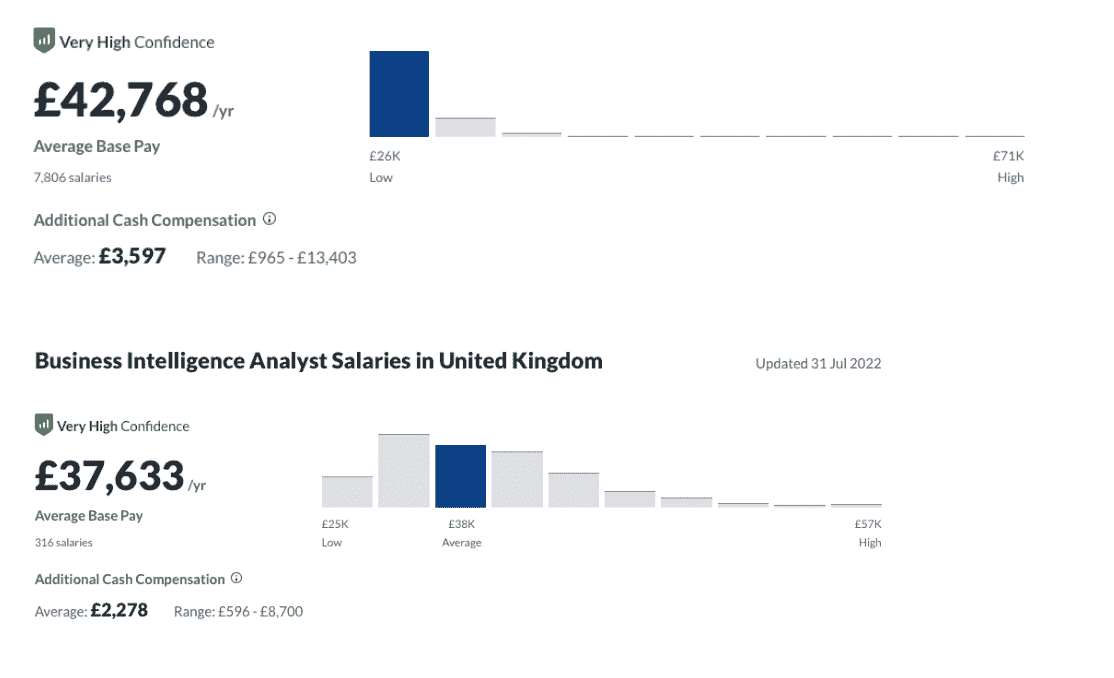 Very High Confidence
£42,768 /yr
Average Base Pay
7,806 salaries
£26K
Low
£71K
High
Additional Cash Compensation
Average: £3,597 Range: £965 - £13,403
Business Intelligence Analyst Salaries in United Kingdom
Updated 31 Jul 2022
Very High Confidence
£37,633 /yr
Average Base Pay
316 salaries
£25K
Low
£38K
Average
£57K
High
Additional Cash Compensation
Average: £2,278 Range: £596 - £8,700